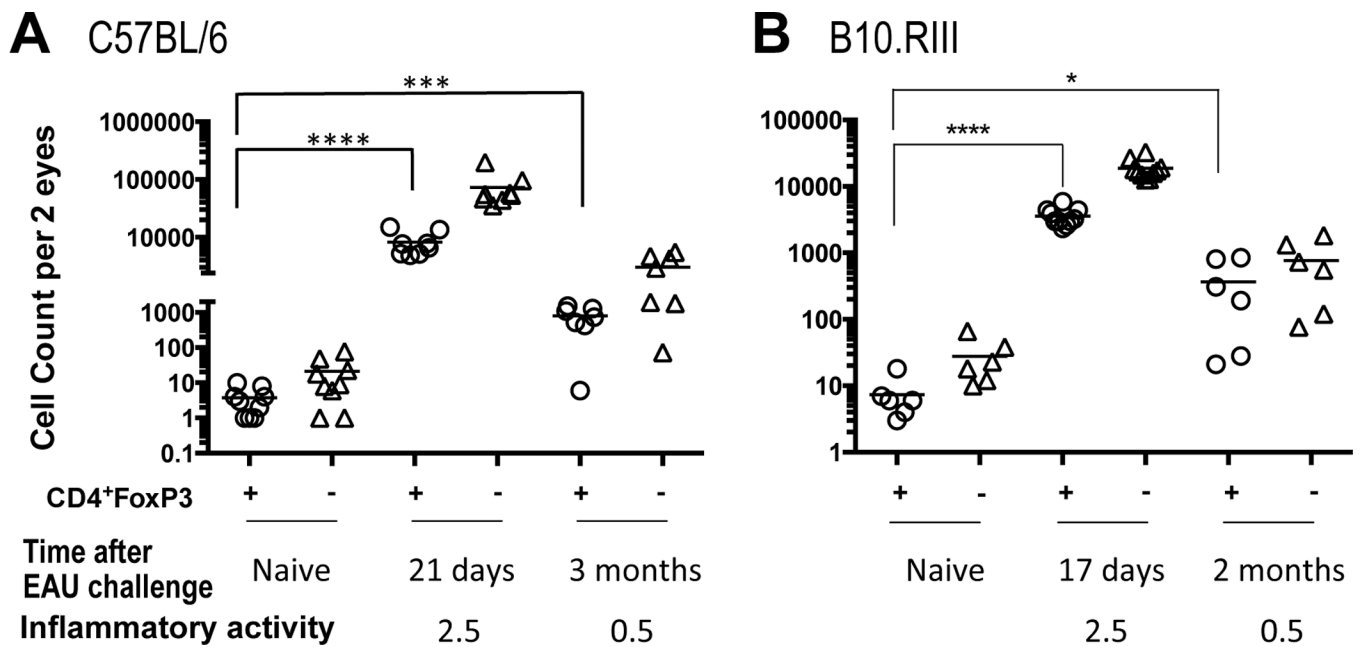 A C57BL/6
B B10.RIII
***
****
*
****
Cell Count per 2 eyes
1000000
100000
10000
1000
100
10
1
0.1
100000
10000
1000
100
10
1
CD4⁺FoxP3 + - + - + -
+ - + - + -
Time after
EAU challenge
Naive 21 days 3 months
Naive 17 days 2 months
Inflammatory activity 2.5 0.5
2.5 0.5